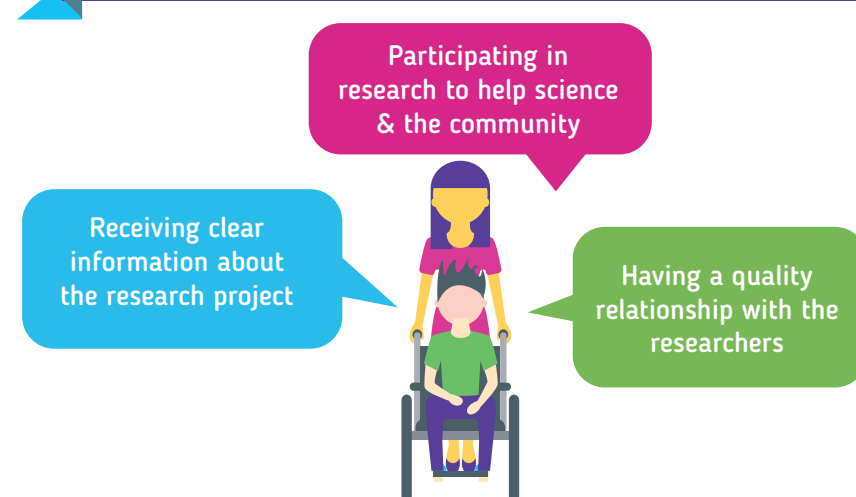 Participating in
research to help science
& the community
Receiving clear
information about
the research project
Having a quality
relationship with the
researchers